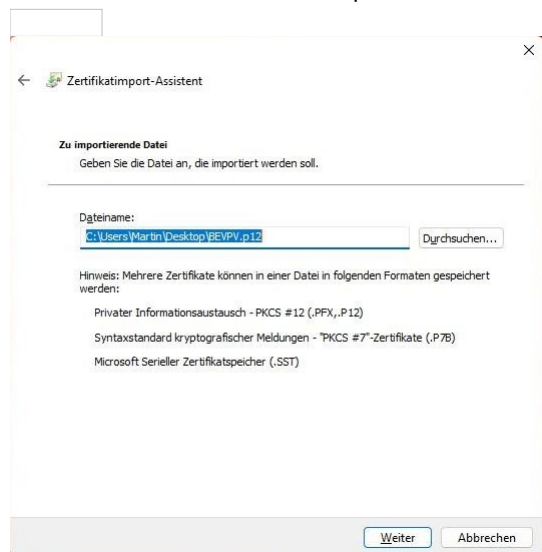 Zertifikatimport-Assistent
Zu importierende Datei
Geben Sie die Datei an, die importiert werden soll.
Dateiname:
C:\Users\Martin\Desktop\BEVPV.p12
Durchsuchen...
Hinweis: Mehrere Zertifikate können in einer Datei in folgenden Formaten gespeichert
werden:
Privater Informationsaustausch - PKCS #12 (.PFX,.P12)
Syntaxstandard kryptografischer Meldungen - "PKCS #7"-Zertifikate (.P7B)
Microsoft Serieller Zertifikatspeicher (.SST)
Weiter
Abbrechen